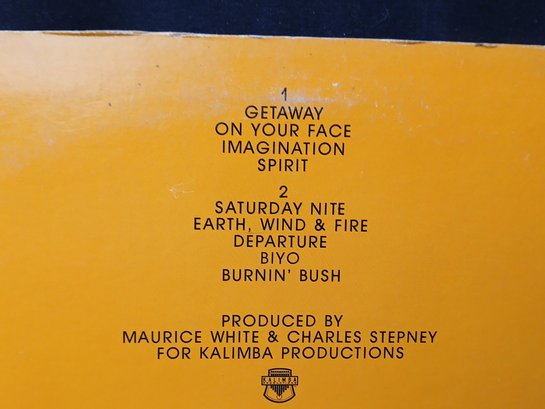 1
GETAWAY
ON YOUR FACE
IMAGINATION
SPIRIT
2
SATURDAY NITE
EARTH, WIND & FIRE
DEPARTURE
BIYO
BURNIN' BUSH
PRODUCED BY
MAURICE WHITE & CHARLES STEPNEY
FOR KALIMBA PRODUCTIONS
KALIMBA